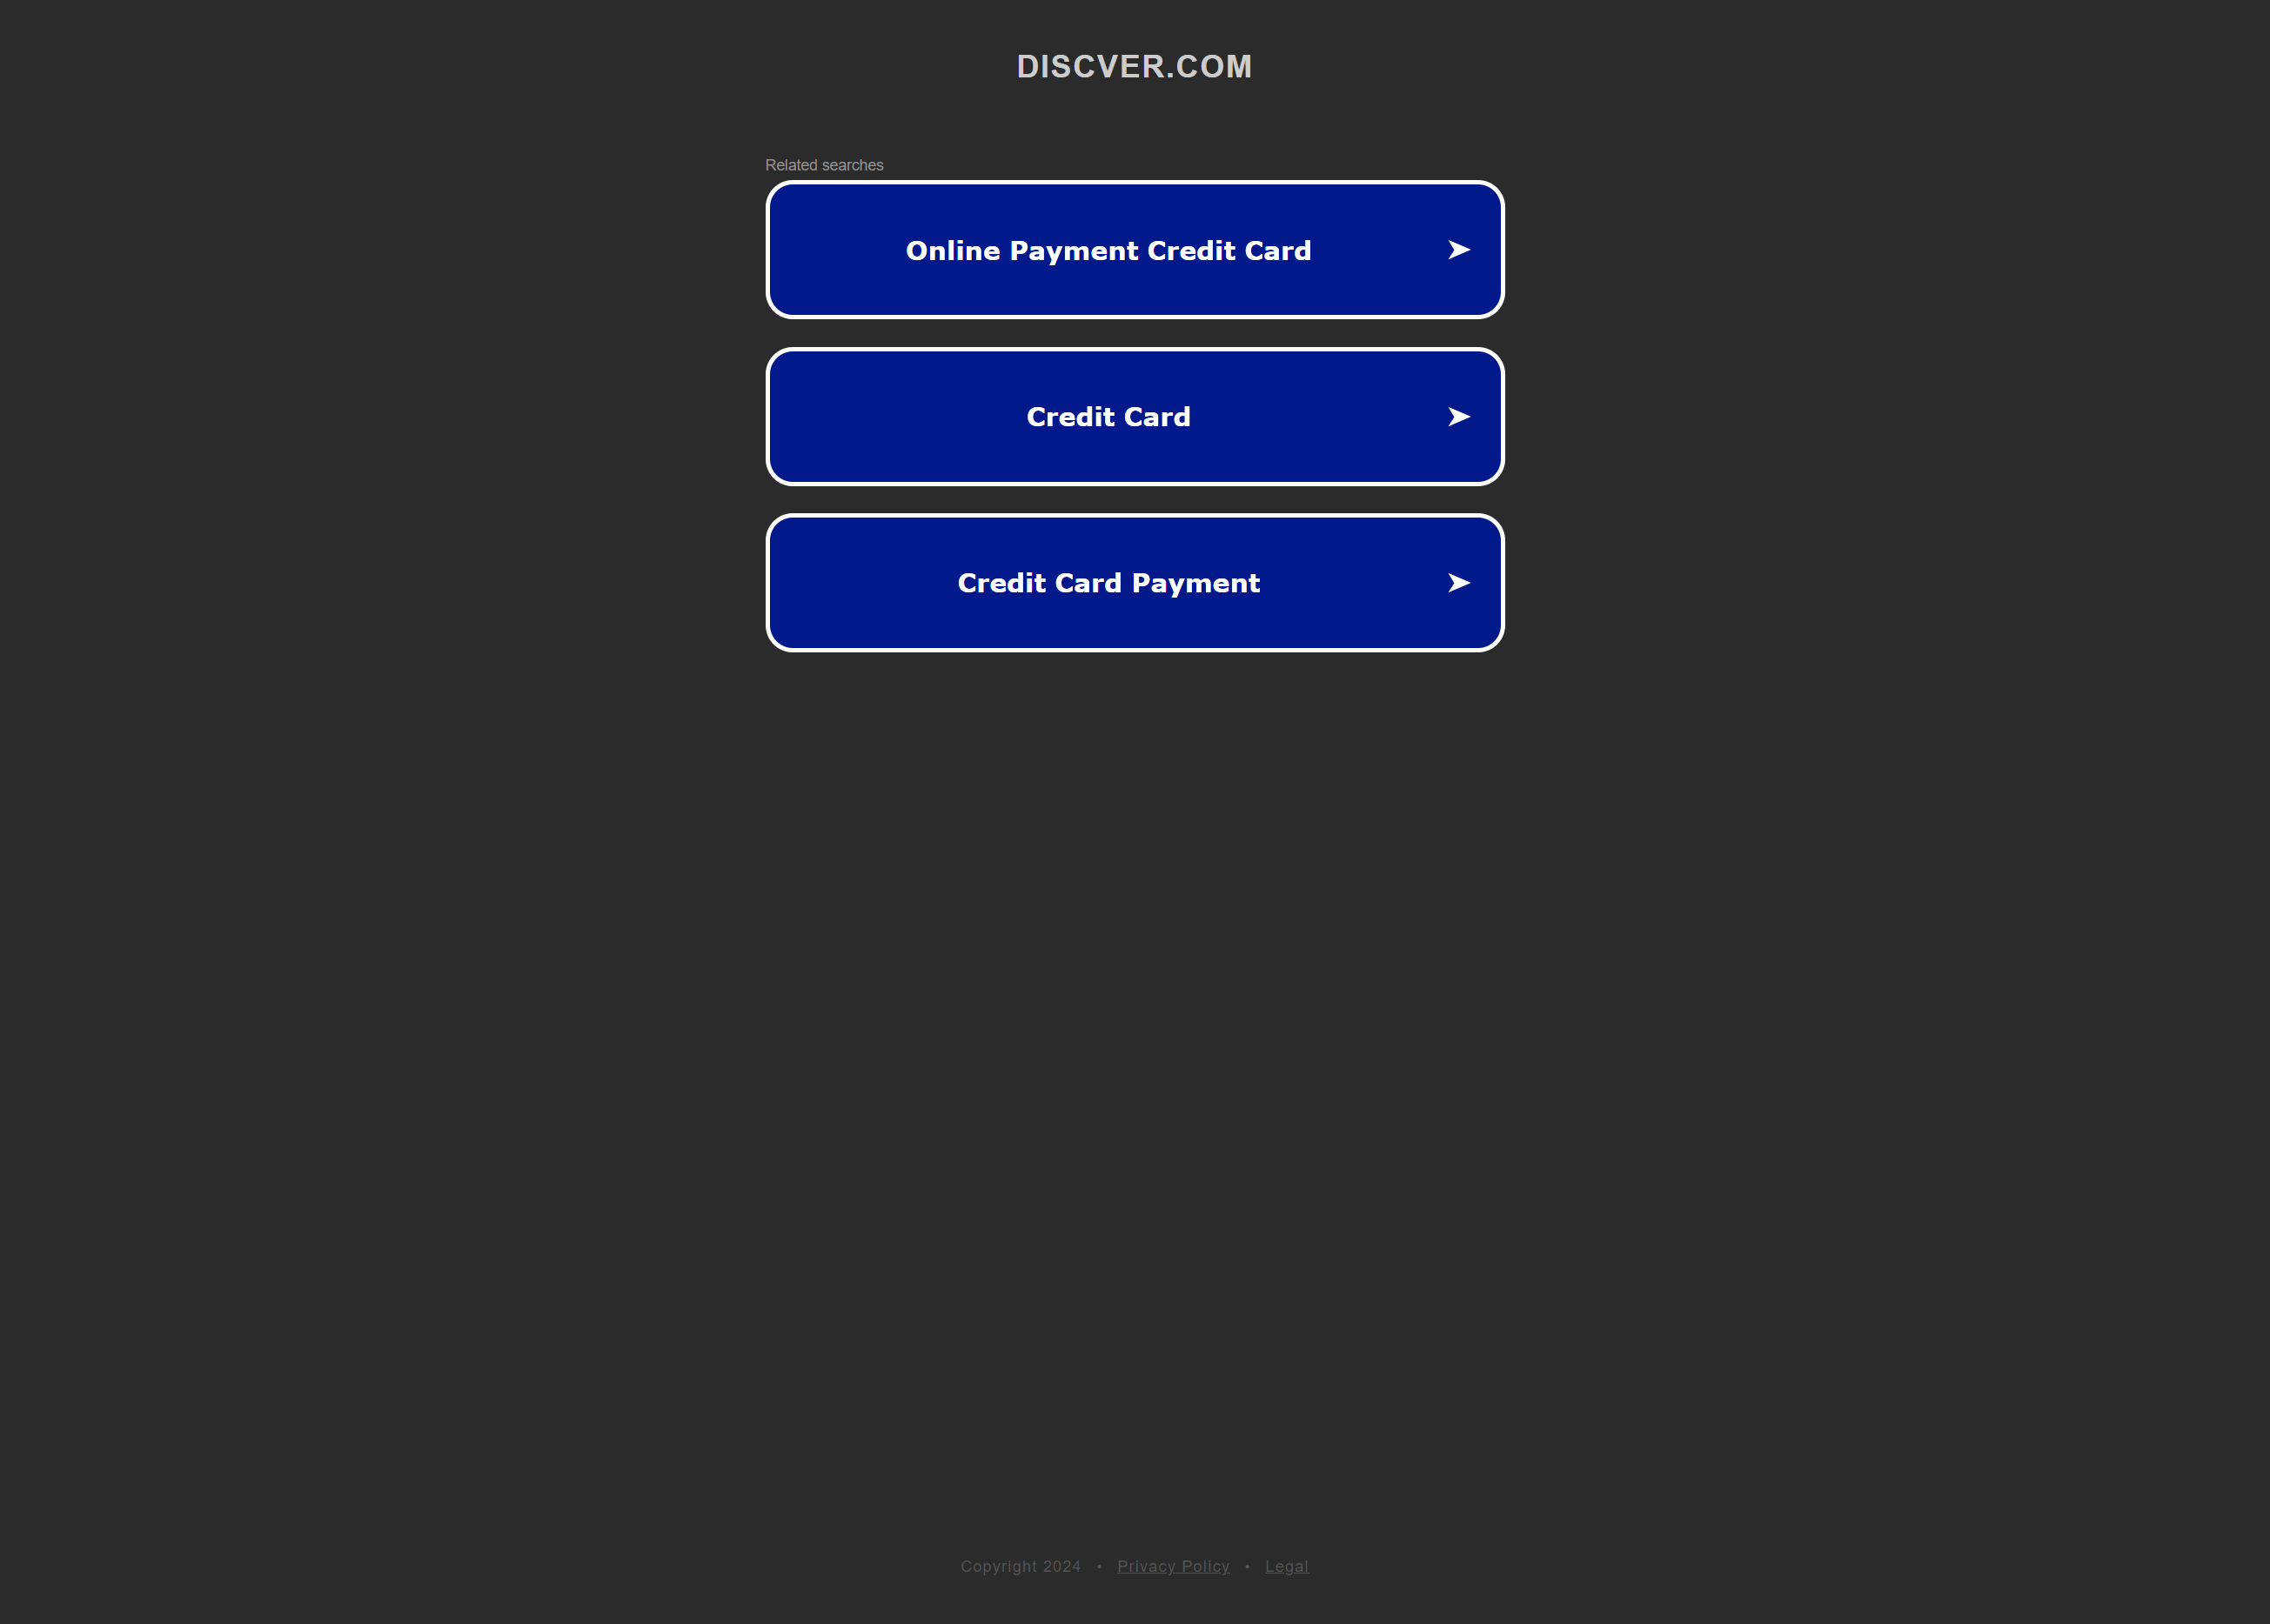 DISCVER.COM
Related searches
Online Payment Credit Card
Credit Card
Credit Card Payment
Copyright 2024 • Privacy Policy • Legal